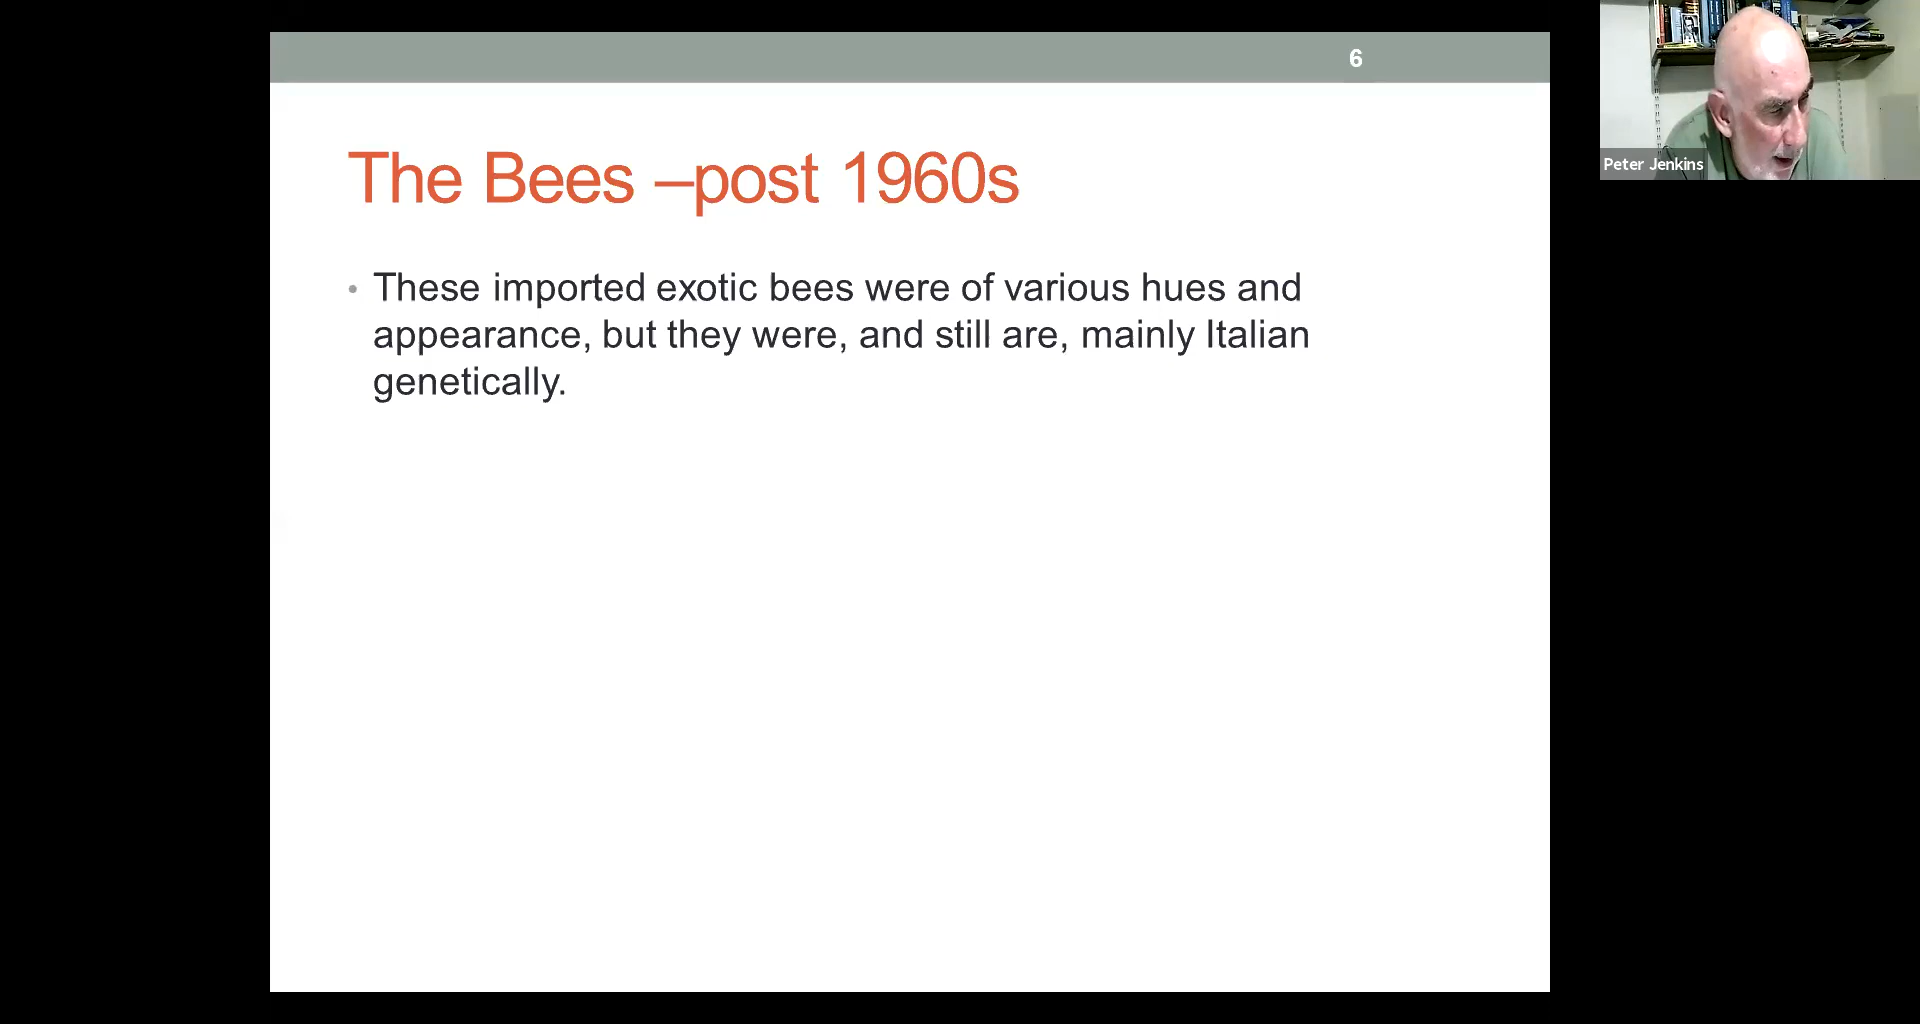 6
The Bees –post 1960s
• These imported exotic bees were of various hues and
appearance, but they were, and still are, mainly Italian
genetically.
Peter Jenkins